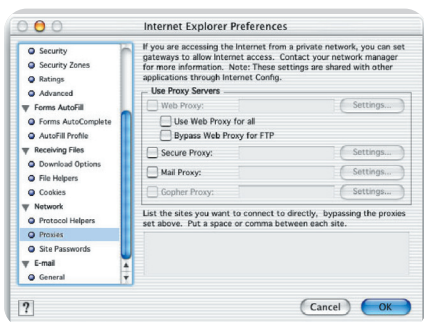 Internet Explorer Preferences
Security
Security Zones
Ratings
Advanced
Forms AutoFill
Forms AutoComplete
AutoFill Profile
Receiving Files
Download Options
File Helpers
Cookies
Network
Protocol Helpers
Proxies
Site Passwords
E-mail
General
If you are accessing the Internet from a private network, you can set
gateways to allow Internet access. Contact your network manager
for more information. Note: These settings are shared with other
applications through Internet Config.
Use Proxy Servers
Web Proxy: Settings...
Use Web Proxy for all
Bypass Web Proxy for FTP
Secure Proxy: Settings...
Mail Proxy: Settings...
Gopher Proxy: Settings...
List the sites you want to connect to directly, bypassing the proxies
set above. Put a space or comma between each site.
?
Cancel
OK